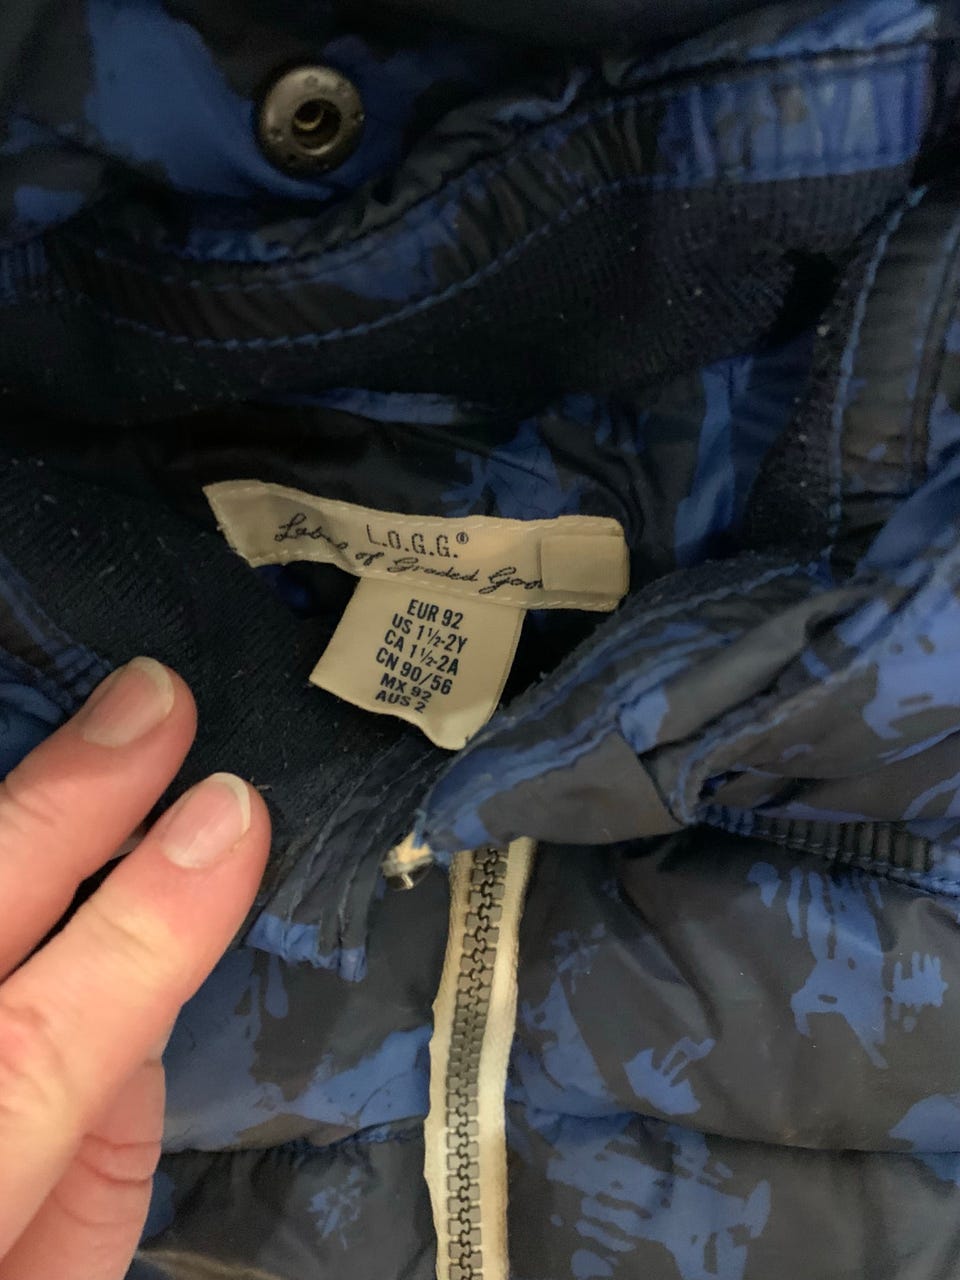 L.O.G.G.®
of Graded
EUR 92
US 1½-2Y
CA 1½-2A
CN 90/56
MX 92
AUS 2